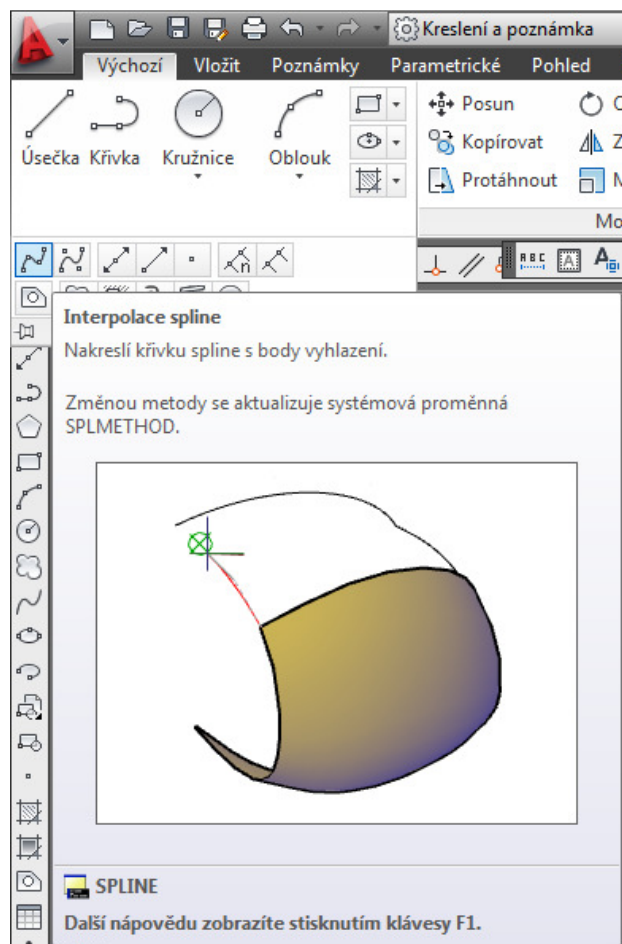 Kreslení a poznámka
Výchozí Vložit Poznámky Parametrické Pohled
Posun
Kopírovat
Úsečka Křivka Kružnice Oblouk
Protáhnout
n
ABC A A
Interpolace spline
Nakreslí křivku spline s body vyhlazení.
Změnou metody se aktualizuje systémová proměnná
SPLMETHOD.
SPLINE
Další nápovědu zobrazíte stisknutím klávesy F1.